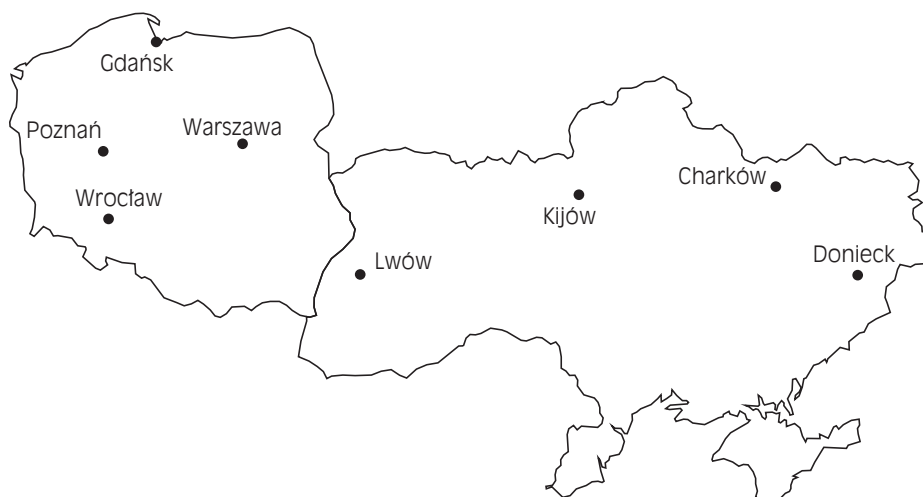 Gdańsk
Poznań
Warszawa
Wrocław
Charków
Kijów
Lwów
Donieck